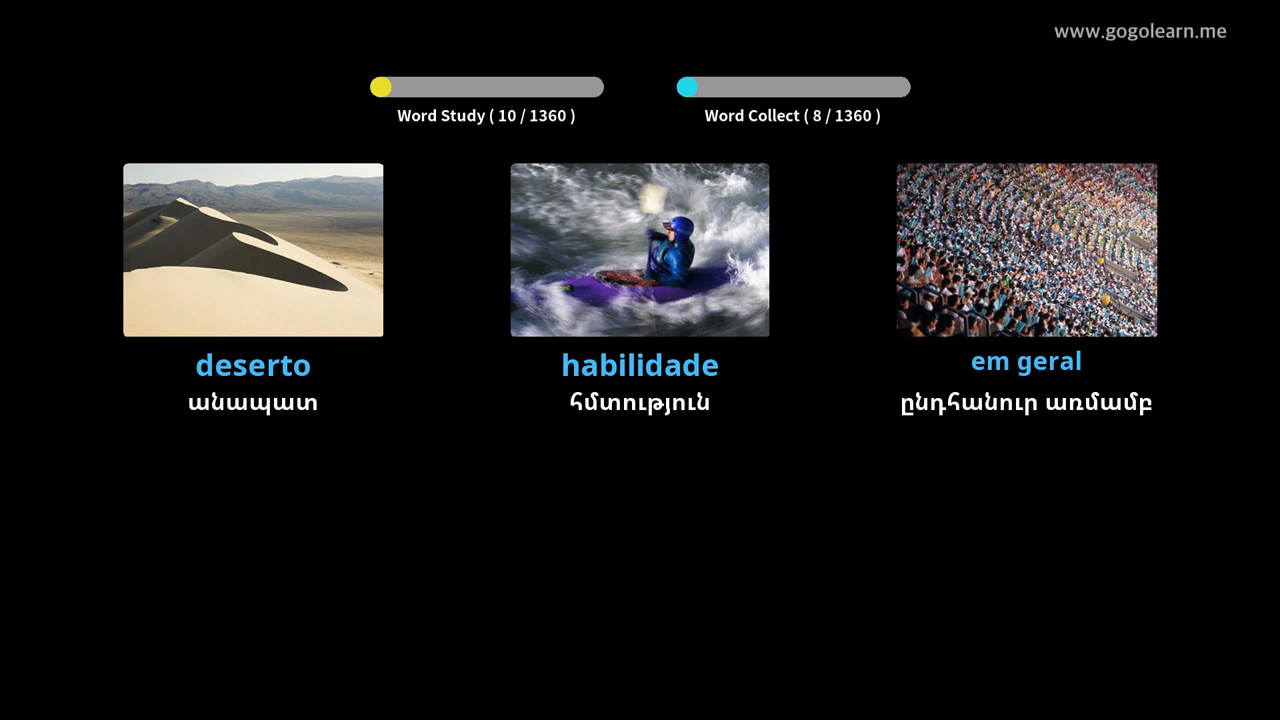 www.gogolearn.me
Word Study ( 10 / 1360 )
Word Collect ( 8 / 1360 )
deserto
habilidade
em geral
անապատ
հմտություն
ընդհանուր առմամբ